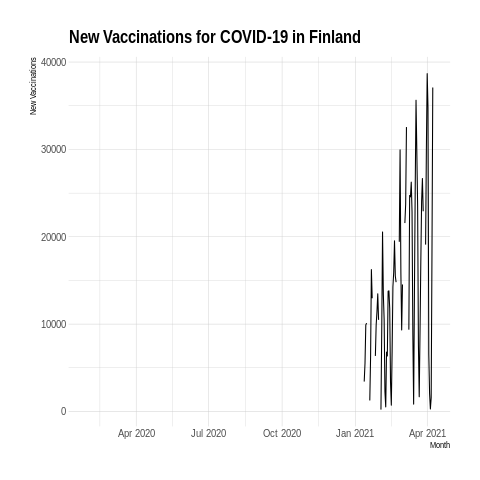 New Vaccinations for COVID-19 in Finland
New Vaccinations
40000
30000
20000
10000
0
Apr 2020 Jul 2020 Oct 2020 Jan 2021 Apr 2021
Month